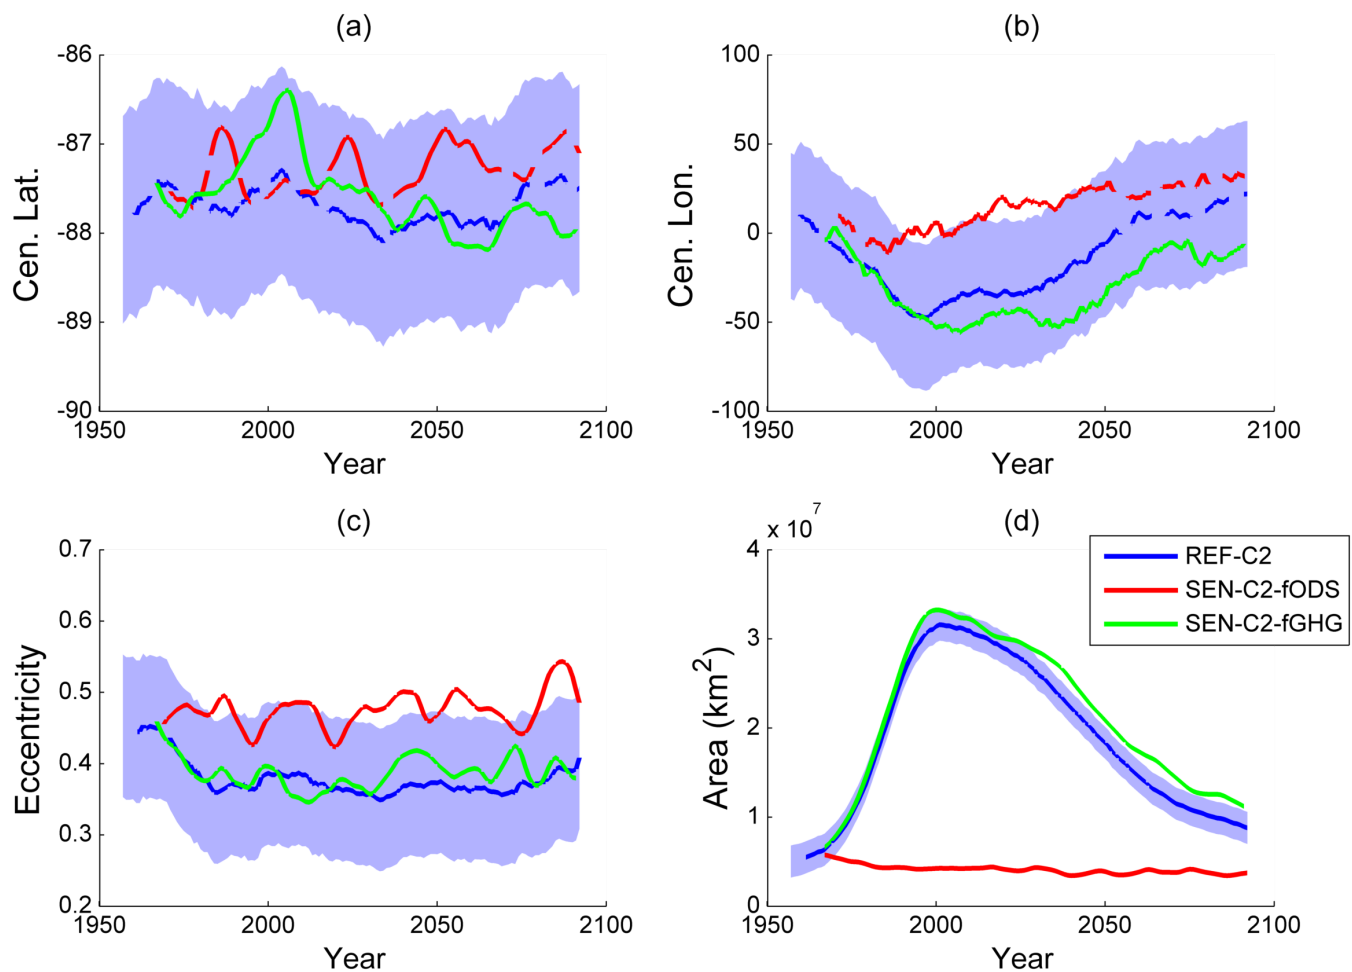 (a)
-86
-87
-88
-89
-90
Cen. Lat.
1950
2000
2050
2100
Year
(b)
100
50
0
-50
-100
Cen. Lon.
1950
2000
2050
2100
Year
(c)
0.7
0.6
0.5
0.4
0.3
0.2
Eccentricity
1950
2000
2050
2100
Year
x 10^7
(d)
4
3
2
1
0
Area (km^2)
1950
2000
2050
2100
Year
REF-C2
SEN-C2-fODS
SEN-C2-fGHG